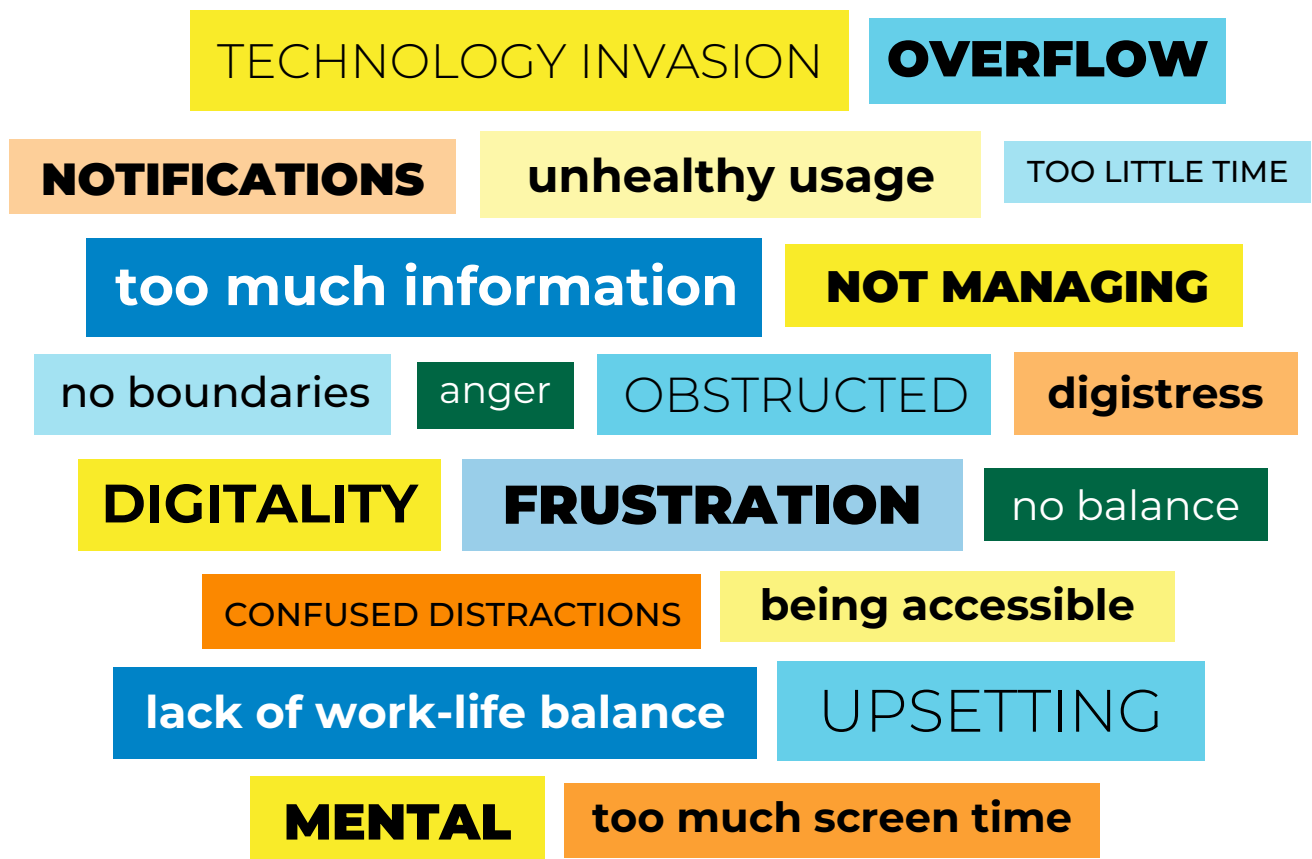 TECHNOLOGY INVASION
OVERFLOW
NOTIFICATIONS
unhealthy usage
TOO LITTLE TIME
too much information
NOT MANAGING
no boundaries
anger
OBSTRUCTED
digistress
DIGITALITY
FRUSTRATION
no balance
CONFUSED DISTRACTIONS
being accessible
lack of work-life balance
UPSETTING
MENTAL
too much screen time